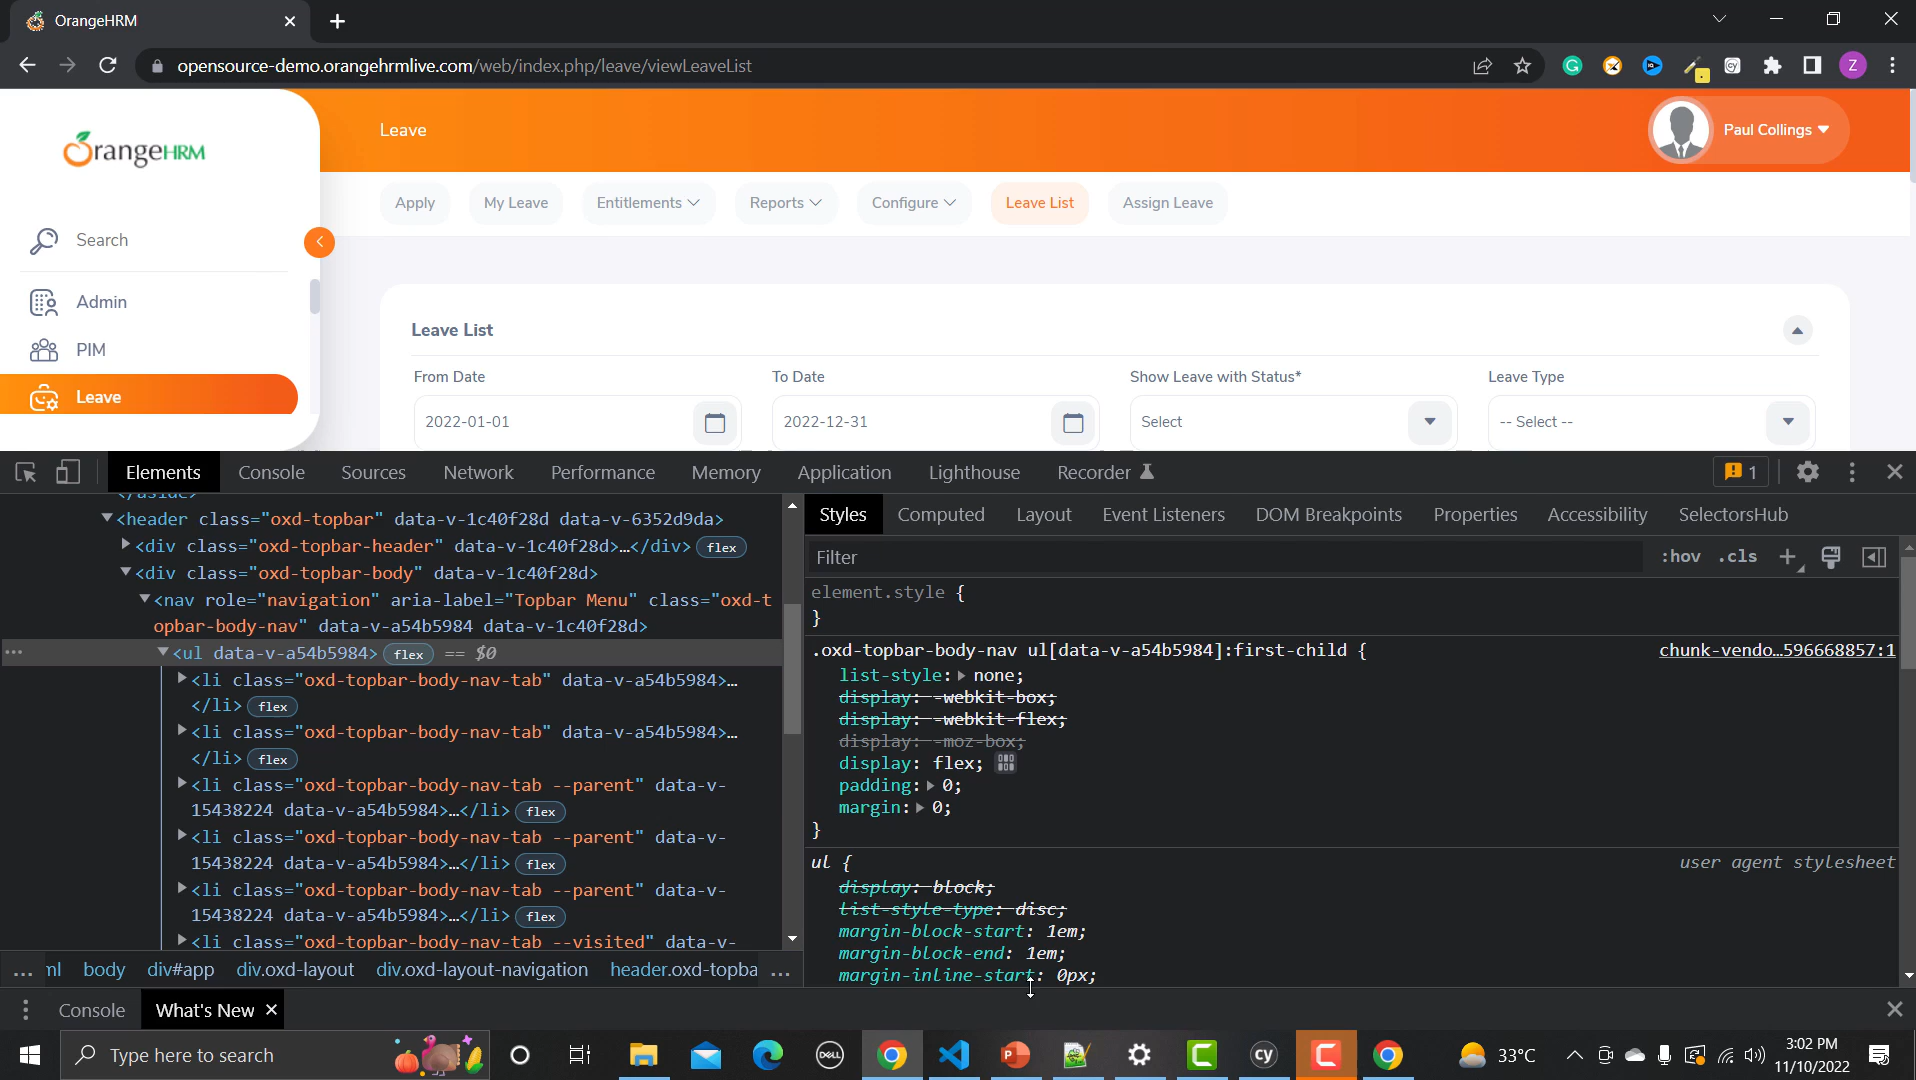 OrangeHRM
opensource-demo.orangehrmlive.com/web/index.php/leave/viewLeaveList
Z
OrangeHRM
Leave
Paul Collings
Apply
My Leave
Entitlements
Reports
Configure
Leave List
Assign Leave
Search
Admin
PIM
Leave
Leave List
From Date
To Date
Show Leave with Status*
Leave Type
2022-01-01
2022-12-31
Select
-- Select --
Elements
Console
Sources
Network
Performance
Memory
Application
Lighthouse
Recorder
1
</aside>
<header class="oxd-topbar" data-v-1c40f28d data-v-6352d9da>
<div class="oxd-topbar-header" data-v-1c40f28d>…</div> flex
<div class="oxd-topbar-body" data-v-1c40f28d>
<nav role="navigation" aria-label="Topbar Menu" class="oxd-t
opbar-body-nav" data-v-a54b5984 data-v-1c40f28d>
<ul data-v-a54b5984> flex == $0
<li class="oxd-topbar-body-nav-tab" data-v-a54b5984>…
</li> flex
<li class="oxd-topbar-body-nav-tab" data-v-a54b5984>…
</li> flex
<li class="oxd-topbar-body-nav-tab --parent" data-v-
15438224 data-v-a54b5984>…</li> flex
<li class="oxd-topbar-body-nav-tab --parent" data-v-
15438224 data-v-a54b5984>…</li> flex
<li class="oxd-topbar-body-nav-tab --parent" data-v-
15438224 data-v-a54b5984>…</li> flex
<li class="oxd-topbar-body-nav-tab --visited" data-v-
... ml body div#app div.oxd-layout div.oxd-layout-navigation header.oxd-topba ...
Styles
Computed
Layout
Event Listeners
DOM Breakpoints
Properties
Accessibility
SelectorsHub
Filter
:hov .cls
element.style {
}
.oxd-topbar-body-nav ul[data-v-a54b5984]:first-child {
chunk-vendo…596668857:1
list-style: none;
display: -webkit-box;
display: -webkit-flex;
display: -moz-box;
display: flex;
padding: 0;
margin: 0;
}
ul {
user agent stylesheet
display: block;
list-style-type: disc;
margin-block-start: 1em;
margin-block-end: 1em;
margin-inline-start: 0px;
Console
What's New
Type here to search
DELL
cy
33°C
3:02 PM
11/10/2022